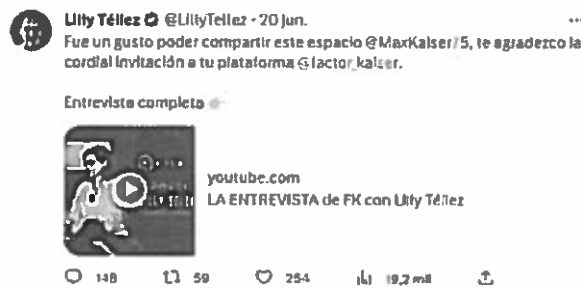 Lilly Téllez @LillyTellez · 20 Jun.
Fue un gusto poder compartir este espacio @MaxKaiser75, te agradezco la
cordial invitación a tu plataforma @factor_kaiser.
Entrevista completa
youtube.com
LA ENTREVISTA de FK con Lilly Téllez
148 59 254 19,2 mil